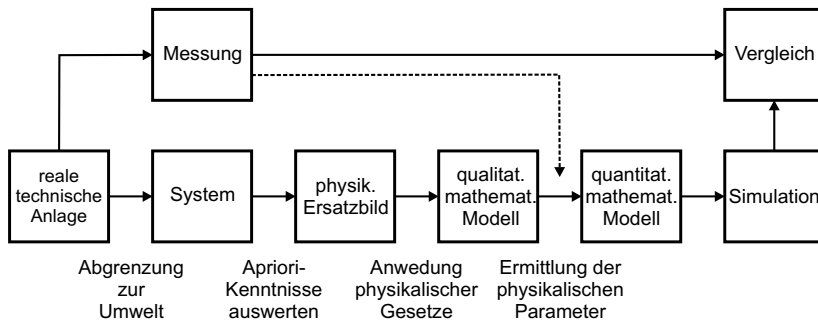 Messung
Vergleich
reale
technische
Anlage
System
physik.
Ersatzbild
qualitat.
mathemat.
Modell
quantitat.
mathemat.
Modell
Simulation
Abgrenzung
zur
Umwelt
Apriori-
Kenntnisse
auswerten
Anwedung
physikalischer
Gesetze
Ermittlung der
physikalischen
Parameter